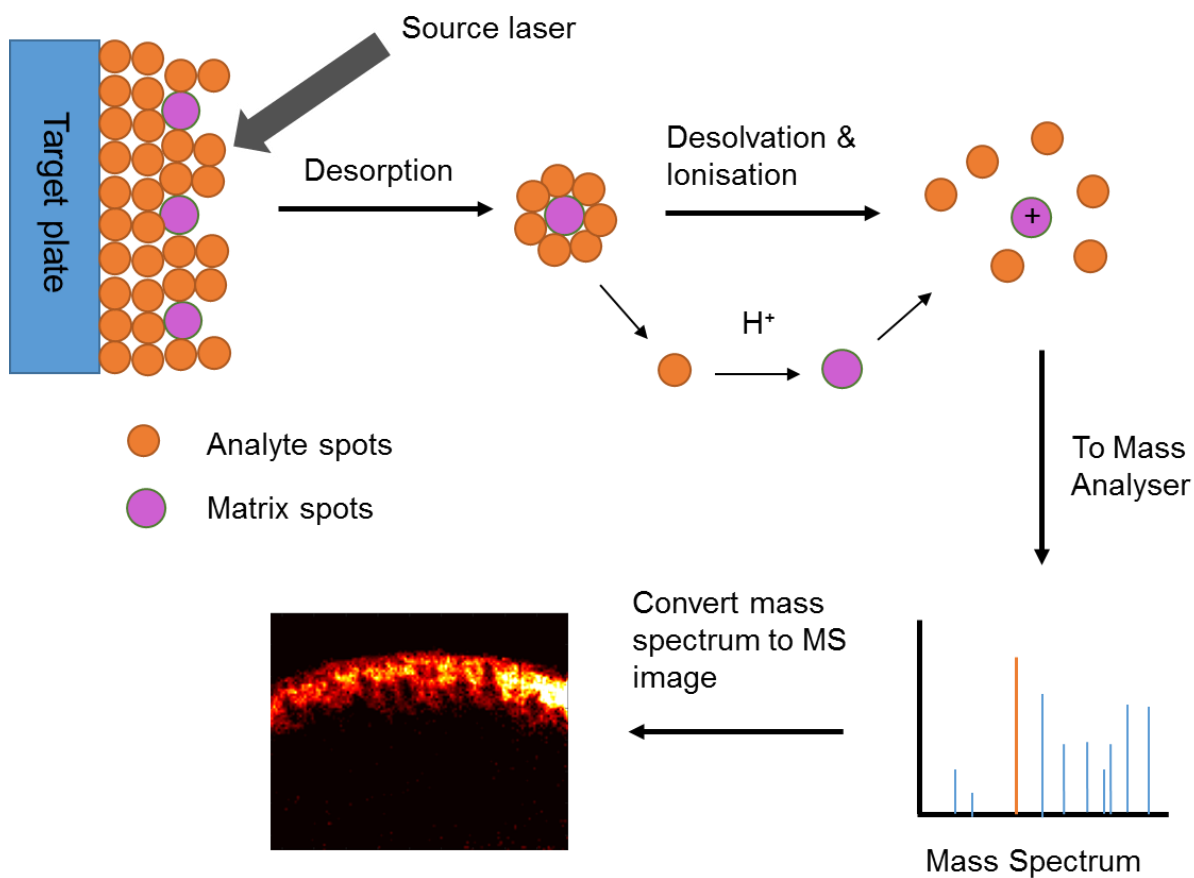 Source laser
Target plate
Desorption
Desolvation &
Ionisation
+
H⁺
Analyte spots
Matrix spots
To Mass
Analyser
Convert mass
spectrum to MS
image
Mass Spectrum